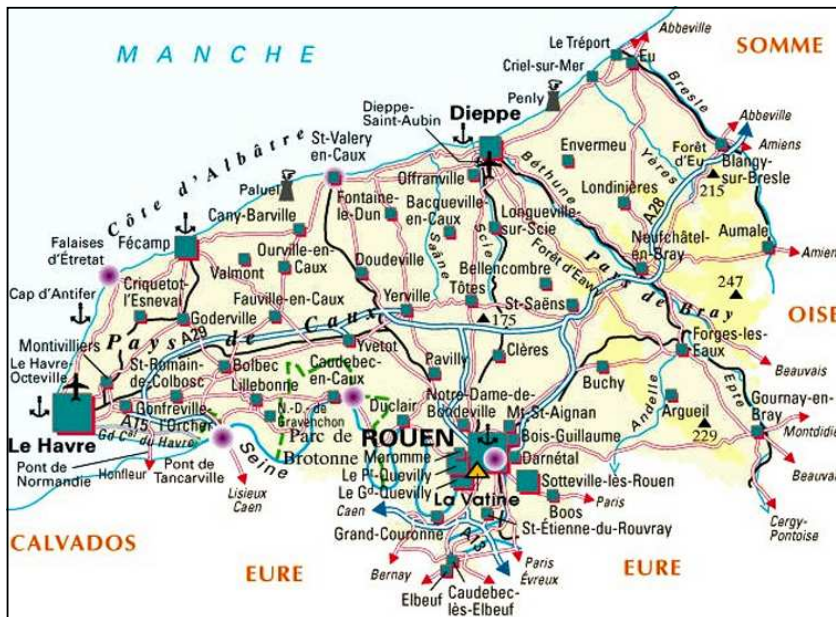 MANCHE
SOMME
OISE
CALVADOS
EURE
EURE
Abbeville
Le Tréport
Eu
Criel-sur-Mer
Bresle
Penly
Dieppe-
Saint-Aubin
Dieppe
Abbeville
Amiens
Côte d'Albâtre
St-Valery
en-Caux
Envermeu
Yères
Forêt
d'Eu
Blangy-
sur-Bresle
215
Paluel
Offranville
Béthune
Londinières
A28
Fontaine-
le-Dun
Bacqueville-
en-Caux
Longueville-
sur-Scie
Cany-Barville
Falaises
d'Étretat
Fécamp
Saâne
Scie
Forêt d'Eawy
Neufchâtel-
en-Bray
Aumale
Amiens
Ourville-en-
Caux
Valmont
Doudeville
Bellencombre
Pays de Bray
Cap d'Antifer
Criquetot-
l'Esneval
Goderville
Fauville-en-Caux
Yerville
Tôtes
St-Saëns
247
175
Pays de Caux
A29
Montivilliers
Le Havre-
Octeville
Yvetot
Clères
Forges-les-
Eaux
St-Romain-
de-Colbosc
Bolbec
Caudebec-
en-Caux
Pavilly
Buchy
Beauvais
Lillebonne
Notre-Dame-de-
Bondeville
Mt-St-Aignan
Andelle
Epte
Gournay-en-
Bray
Gonfreville-
l'Orcher
N.-D.-de-
Gravenchon
Duclair
Bois-Guillaume
Argueil
229
Montdidier
Le Havre
A15
Gd Cal du Havre
Parc de
Brotonne
ROUEN
Maromme
Darnétal
Beauvais
Seine
Le Pt-Quevilly
Le Gd-Quevilly
Sotteville-lès-Rouen
Pont de
Normandie
Honfleur
Pont de
Tancarville
Lisieux
Caen
La Vatine
Caen
Boos
Paris
Cergy-
Pontoise
Grand-Couronne
A13
St-Étienne-du-Rouvray
Bernay
Paris
Évreux
Elbeuf
Caudebec-
lès-Elbeuf